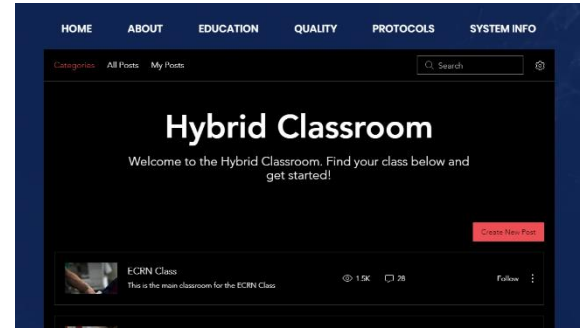 HOME ABOUT EDUCATION QUALITY PROTOCOLS SYSTEM INFO
Categories All Posts My Posts Search
Hybrid Classroom
Welcome to the Hybrid Classroom. Find your class below and
get started!
Create New Post
ECRN Class
This is the main classroom for the ECRN Class
1.5K 28 Follow